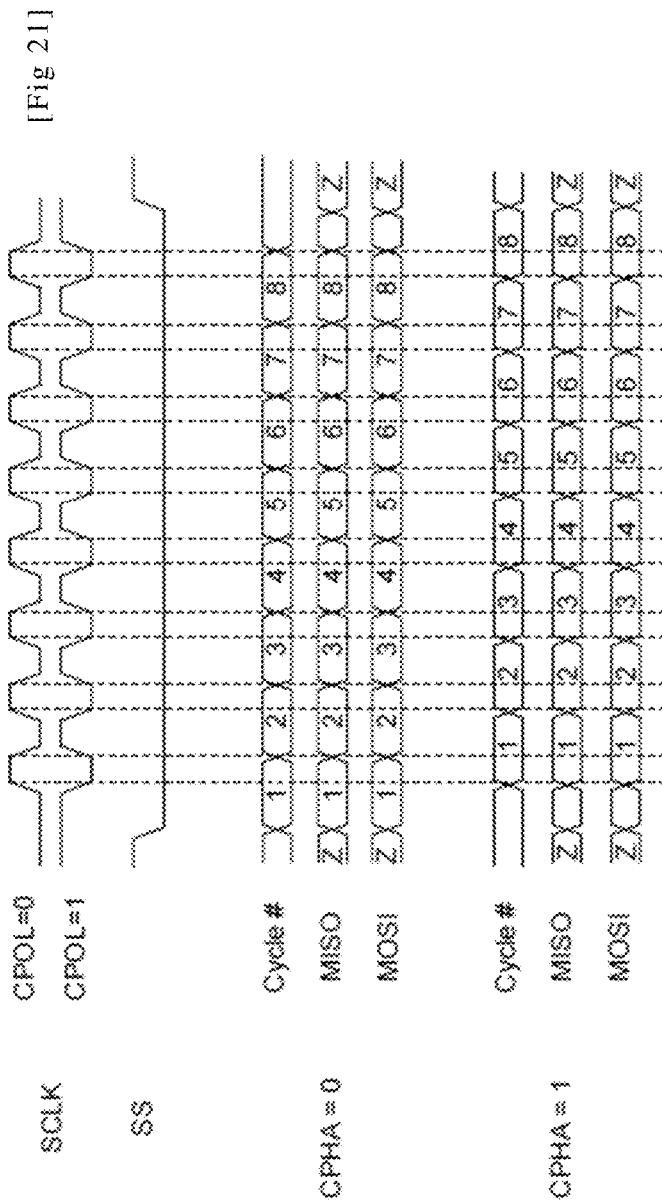 [Fig 21]
SCLK
CPOL=0
CPOL=1
SS
CPHA = 0
Cycle # 1 2 3 4 5 6 7 8
MISO Z 1 2 3 4 5 6 7 8 Z
MOSI Z 1 2 3 4 5 6 7 8 Z
CPHA = 1
Cycle # 1 2 3 4 5 6 7 8
MISO Z 1 2 3 4 5 6 7 8 Z
MOSI Z 1 2 3 4 5 6 7 8 Z